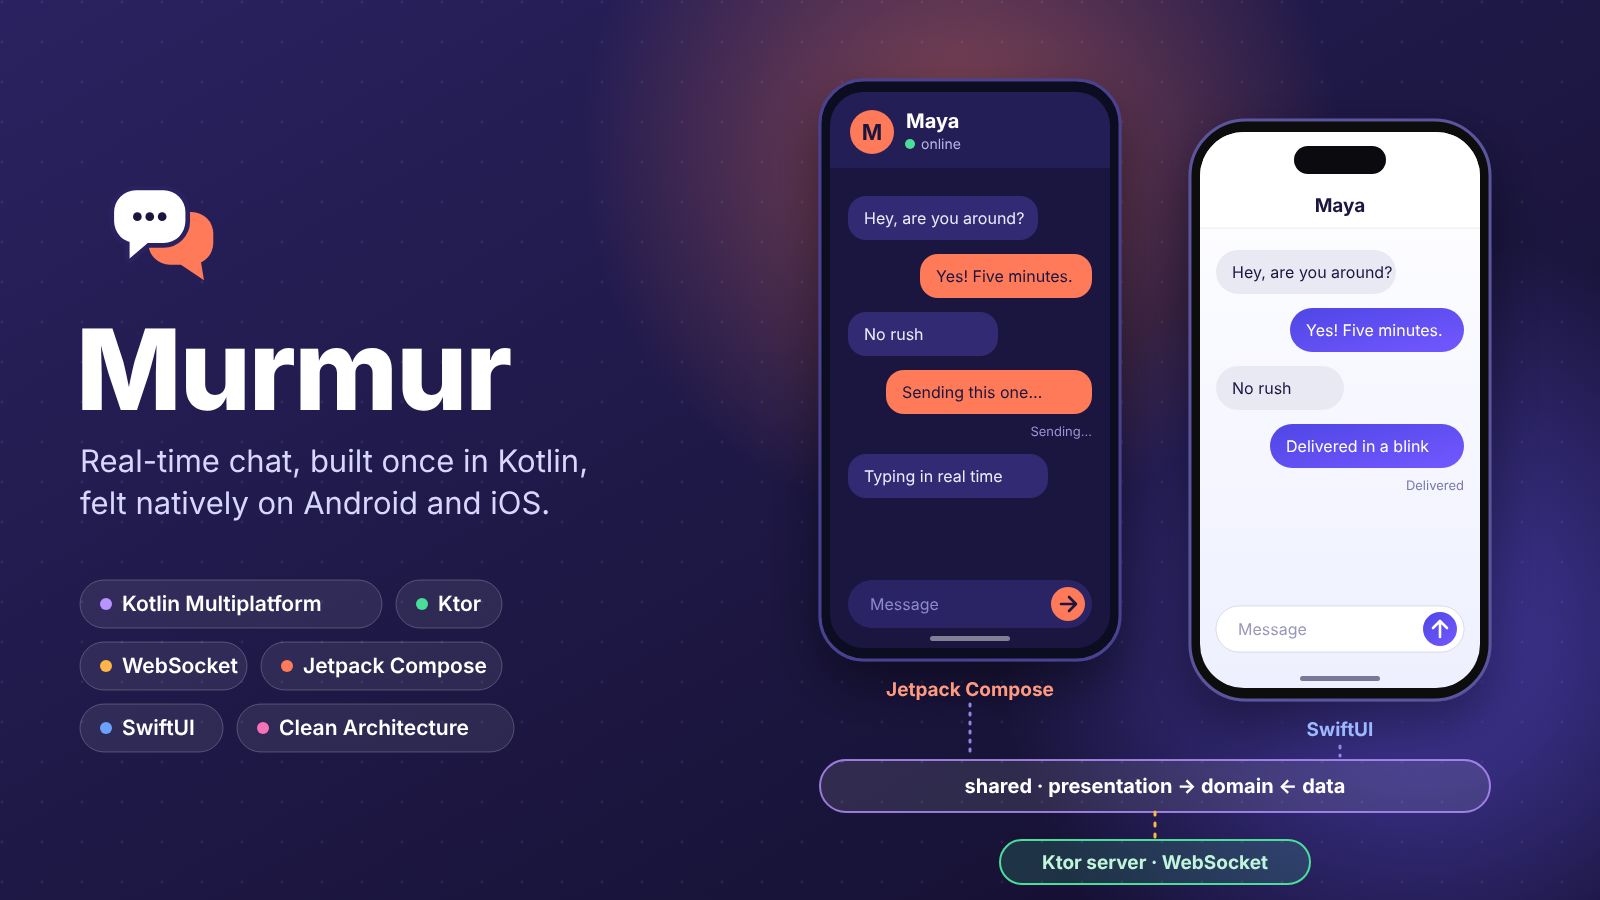 Murmur
Real-time chat, built once in Kotlin,
felt natively on Android and iOS.
Kotlin Multiplatform
Ktor
WebSocket
Jetpack Compose
SwiftUI
Clean Architecture
M
Maya
online
Hey, are you around?
Yes! Five minutes.
No rush
Sending this one...
Sending...
Typing in real time
Message
Jetpack Compose
Maya
Hey, are you around?
Yes! Five minutes.
No rush
Delivered in a blink
Delivered
Message
SwiftUI
shared · presentation → domain ← data
Ktor server · WebSocket